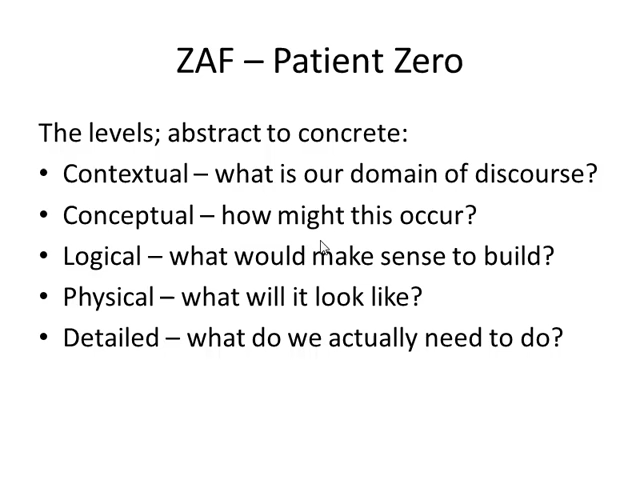 ZAF – Patient Zero
The levels; abstract to concrete:
• Contextual – what is our domain of discourse?
• Conceptual – how might this occur?
• Logical – what would make sense to build?
• Physical – what will it look like?
• Detailed – what do we actually need to do?